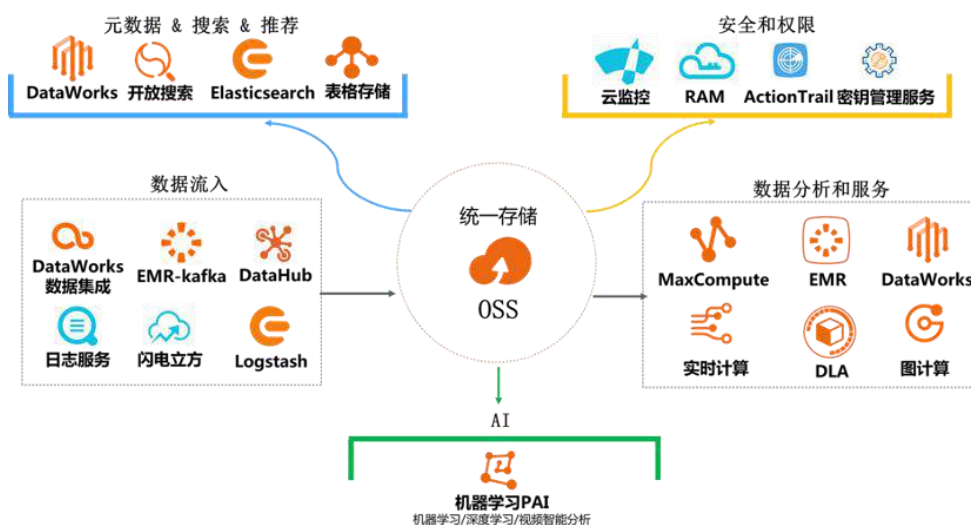 元数据 & 搜索 & 推荐
DataWorks 开放搜索 Elasticsearch 表格存储
安全和权限
云监控 RAM ActionTrail 密钥管理服务
数据流入
DataWorks
数据集成
EMR-kafka
DataHub
日志服务 闪电立方 Logstash
统一存储
OSS
数据分析和服务
MaxCompute EMR DataWorks
实时计算 DLA 图计算
AI
机器学习PAI
机器学习/深度学习/视频智能分析